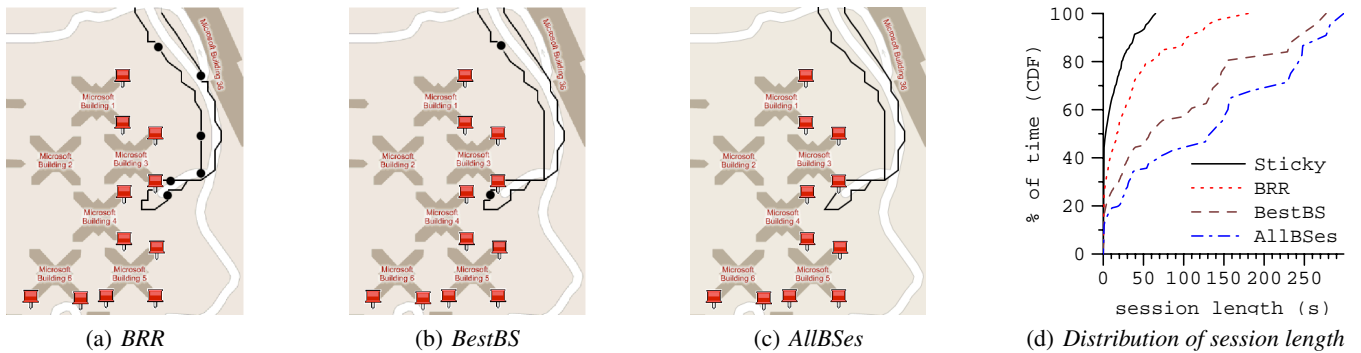 Microsoft
Building 36
Microsoft
Building 1
Microsoft
Building 2
Microsoft
Building 3
Microsoft
Building 4
Microsoft
Building 6
Microsoft
Building 5
(a) BRR
Microsoft
Building 36
Microsoft
Building 1
Microsoft
Building 2
Microsoft
Building 3
Microsoft
Building 4
Microsoft
Building 6
Microsoft
Building 5
(b) BestBS
Microsoft
Building 36
Microsoft
Building 1
Microsoft
Building 2
Microsoft
Building 3
Microsoft
Building 4
Microsoft
Building 6
Microsoft
Building 5
(c) AllBSes
% of time (CDF)
100
80
60
40
20
0
Sticky
BRR
BestBS
AllBSes
0 50 100 150 200 250
session length (s)
(d) Distribution of session length